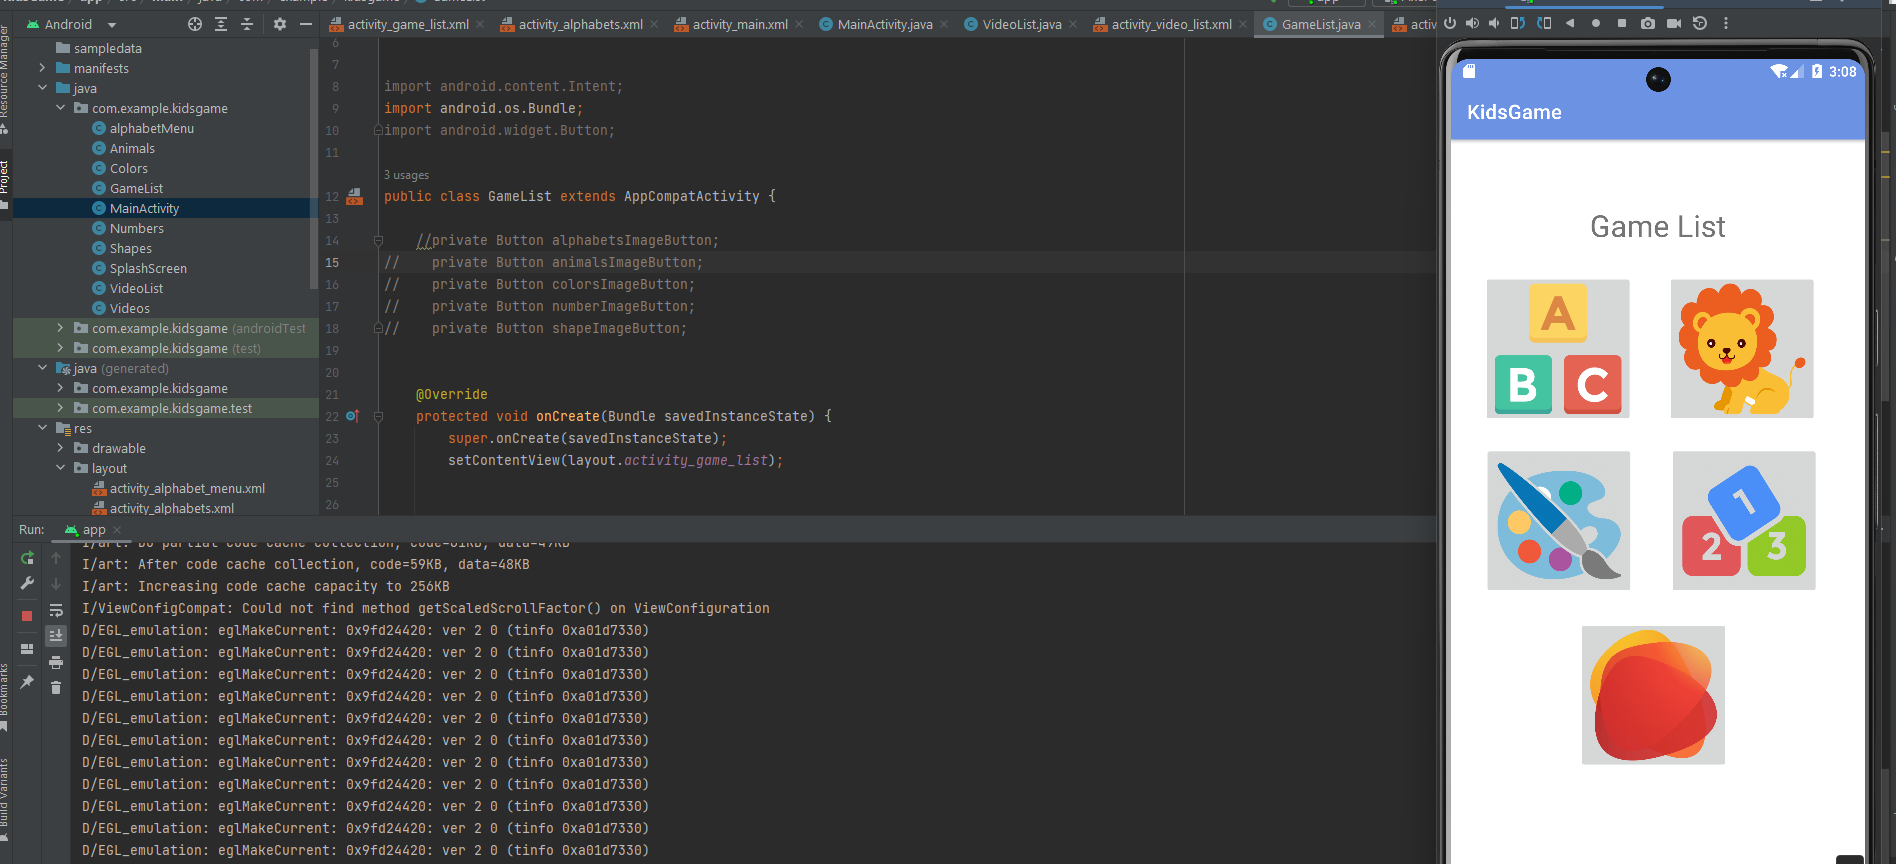 Android
activity_game_list.xml
activity_alphabets.xml
activity_main.xml
MainActivity.java
VideoList.java
activity_video_list.xml
GameList.java
activ
Resource Manager
Project
Bookmarks
Build Variants
sampledata
manifests
java
com.example.kidsgame
alphabetMenu
Animals
Colors
GameList
MainActivity
Numbers
Shapes
SplashScreen
VideoList
Videos
com.example.kidsgame (androidTest
com.example.kidsgame (test)
java (generated)
com.example.kidsgame
com.example.kidsgame.test
res
drawable
layout
activity_alphabet_menu.xml
activity_alphabets.xml
6
7
8 import android.content.Intent;
9 import android.os.Bundle;
10 import android.widget.Button;
11
3 usages
12 public class GameList extends AppCompatActivity {
13
14 //private Button alphabetsImageButton;
15 // private Button animalsImageButton;
16 // private Button colorsImageButton;
17 // private Button numberImageButton;
18 // private Button shapeImageButton;
19
20
21 @Override
22 protected void onCreate(Bundle savedInstanceState) {
23 super.onCreate(savedInstanceState);
24 setContentView(layout.activity_game_list);
25
26
Run: app
I/art: Do partial code cache collection, code=61KB, data=49KB
I/art: After code cache collection, code=59KB, data=48KB
I/art: Increasing code cache capacity to 256KB
I/ViewConfigCompat: Could not find method getScaledScrollFactor() on ViewConfiguration
D/EGL_emulation: eglMakeCurrent: 0x9fd24420: ver 2 0 (tinfo 0xa01d7330)
D/EGL_emulation: eglMakeCurrent: 0x9fd24420: ver 2 0 (tinfo 0xa01d7330)
D/EGL_emulation: eglMakeCurrent: 0x9fd24420: ver 2 0 (tinfo 0xa01d7330)
D/EGL_emulation: eglMakeCurrent: 0x9fd24420: ver 2 0 (tinfo 0xa01d7330)
D/EGL_emulation: eglMakeCurrent: 0x9fd24420: ver 2 0 (tinfo 0xa01d7330)
D/EGL_emulation: eglMakeCurrent: 0x9fd24420: ver 2 0 (tinfo 0xa01d7330)
D/EGL_emulation: eglMakeCurrent: 0x9fd24420: ver 2 0 (tinfo 0xa01d7330)
D/EGL_emulation: eglMakeCurrent: 0x9fd24420: ver 2 0 (tinfo 0xa01d7330)
D/EGL_emulation: eglMakeCurrent: 0x9fd24420: ver 2 0 (tinfo 0xa01d7330)
D/EGL_emulation: eglMakeCurrent: 0x9fd24420: ver 2 0 (tinfo 0xa01d7330)
D/EGL_emulation: eglMakeCurrent: 0x9fd24420: ver 2 0 (tinfo 0xa01d7330)
3:08
KidsGame
Game List
A
B C
1
2 3